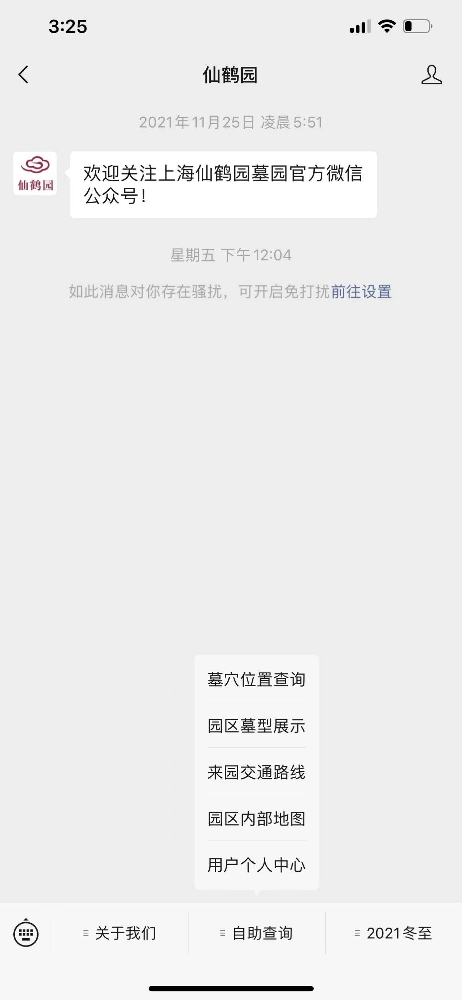 3:25
仙鹤园
2021年11月25日 凌晨5:51
仙鹤园
欢迎关注上海仙鹤园墓园官方微信
公众号！
星期五 下午12:04
如此消息对你存在骚扰，可开启免打扰前往设置
墓穴位置查询
园区墓型展示
来园交通路线
园区内部地图
用户个人中心
关于我们
自助查询
2021冬至